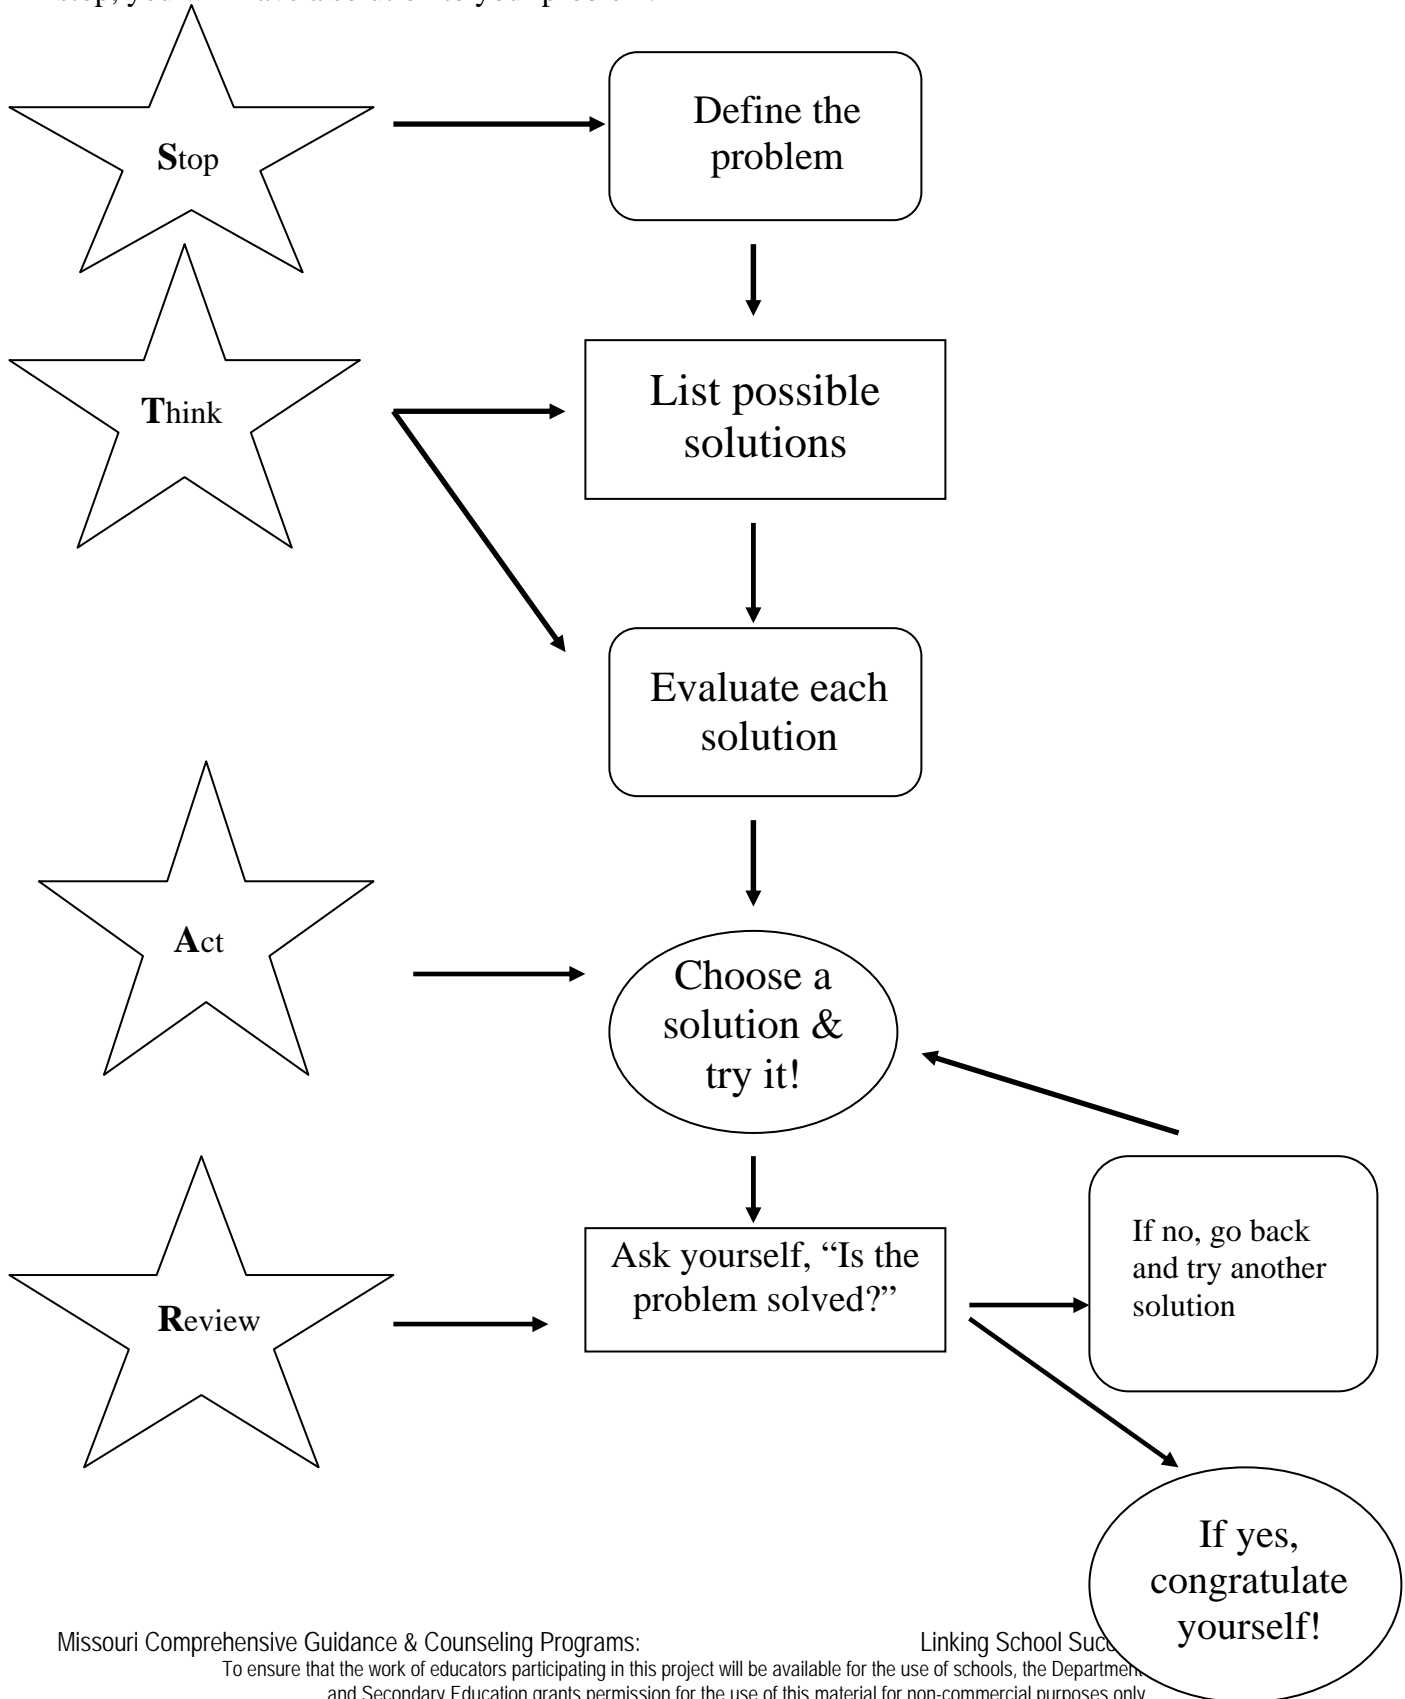 Stop
Define the
problem
Think
List possible
solutions
Evaluate each
solution
Act
Choose a
solution &
try it!
Review
Ask yourself, “Is the
problem solved?”
If no, go back
and try another
solution
If yes,
congratulate
yourself!
Missouri Comprehensive Guidance & Counseling Programs: Linking School
To ensure that the work of educators participating in this project will be available for the use of schools, the Department
and Secondary Education grants permission for the use of this material for non-commercial purposes only